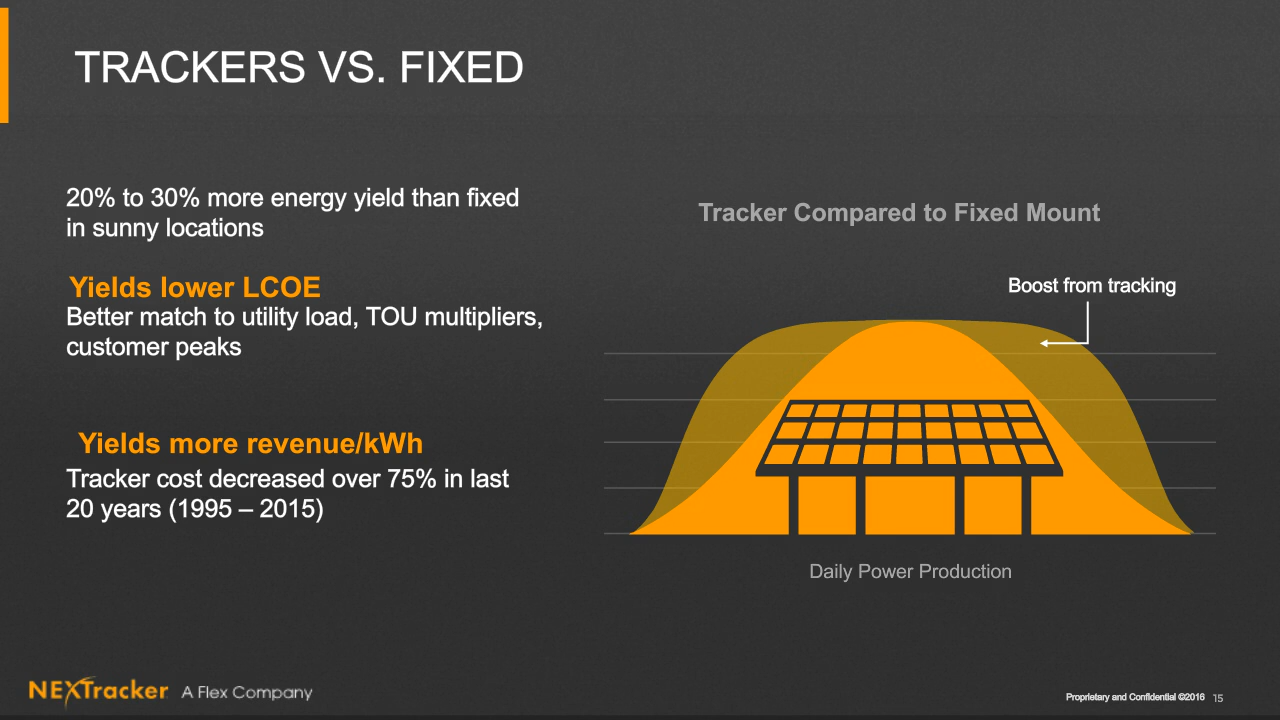 TRACKERS VS. FIXED
20% to 30% more energy yield than fixed
in sunny locations
Yields lower LCOE
Better match to utility load, TOU multipliers,
customer peaks
Yields more revenue/kWh
Tracker cost decreased over 75% in last
20 years (1995 – 2015)
Tracker Compared to Fixed Mount
Boost from tracking
Daily Power Production
NEXTracker A Flex Company
Proprietary and Confidential ©2016 15